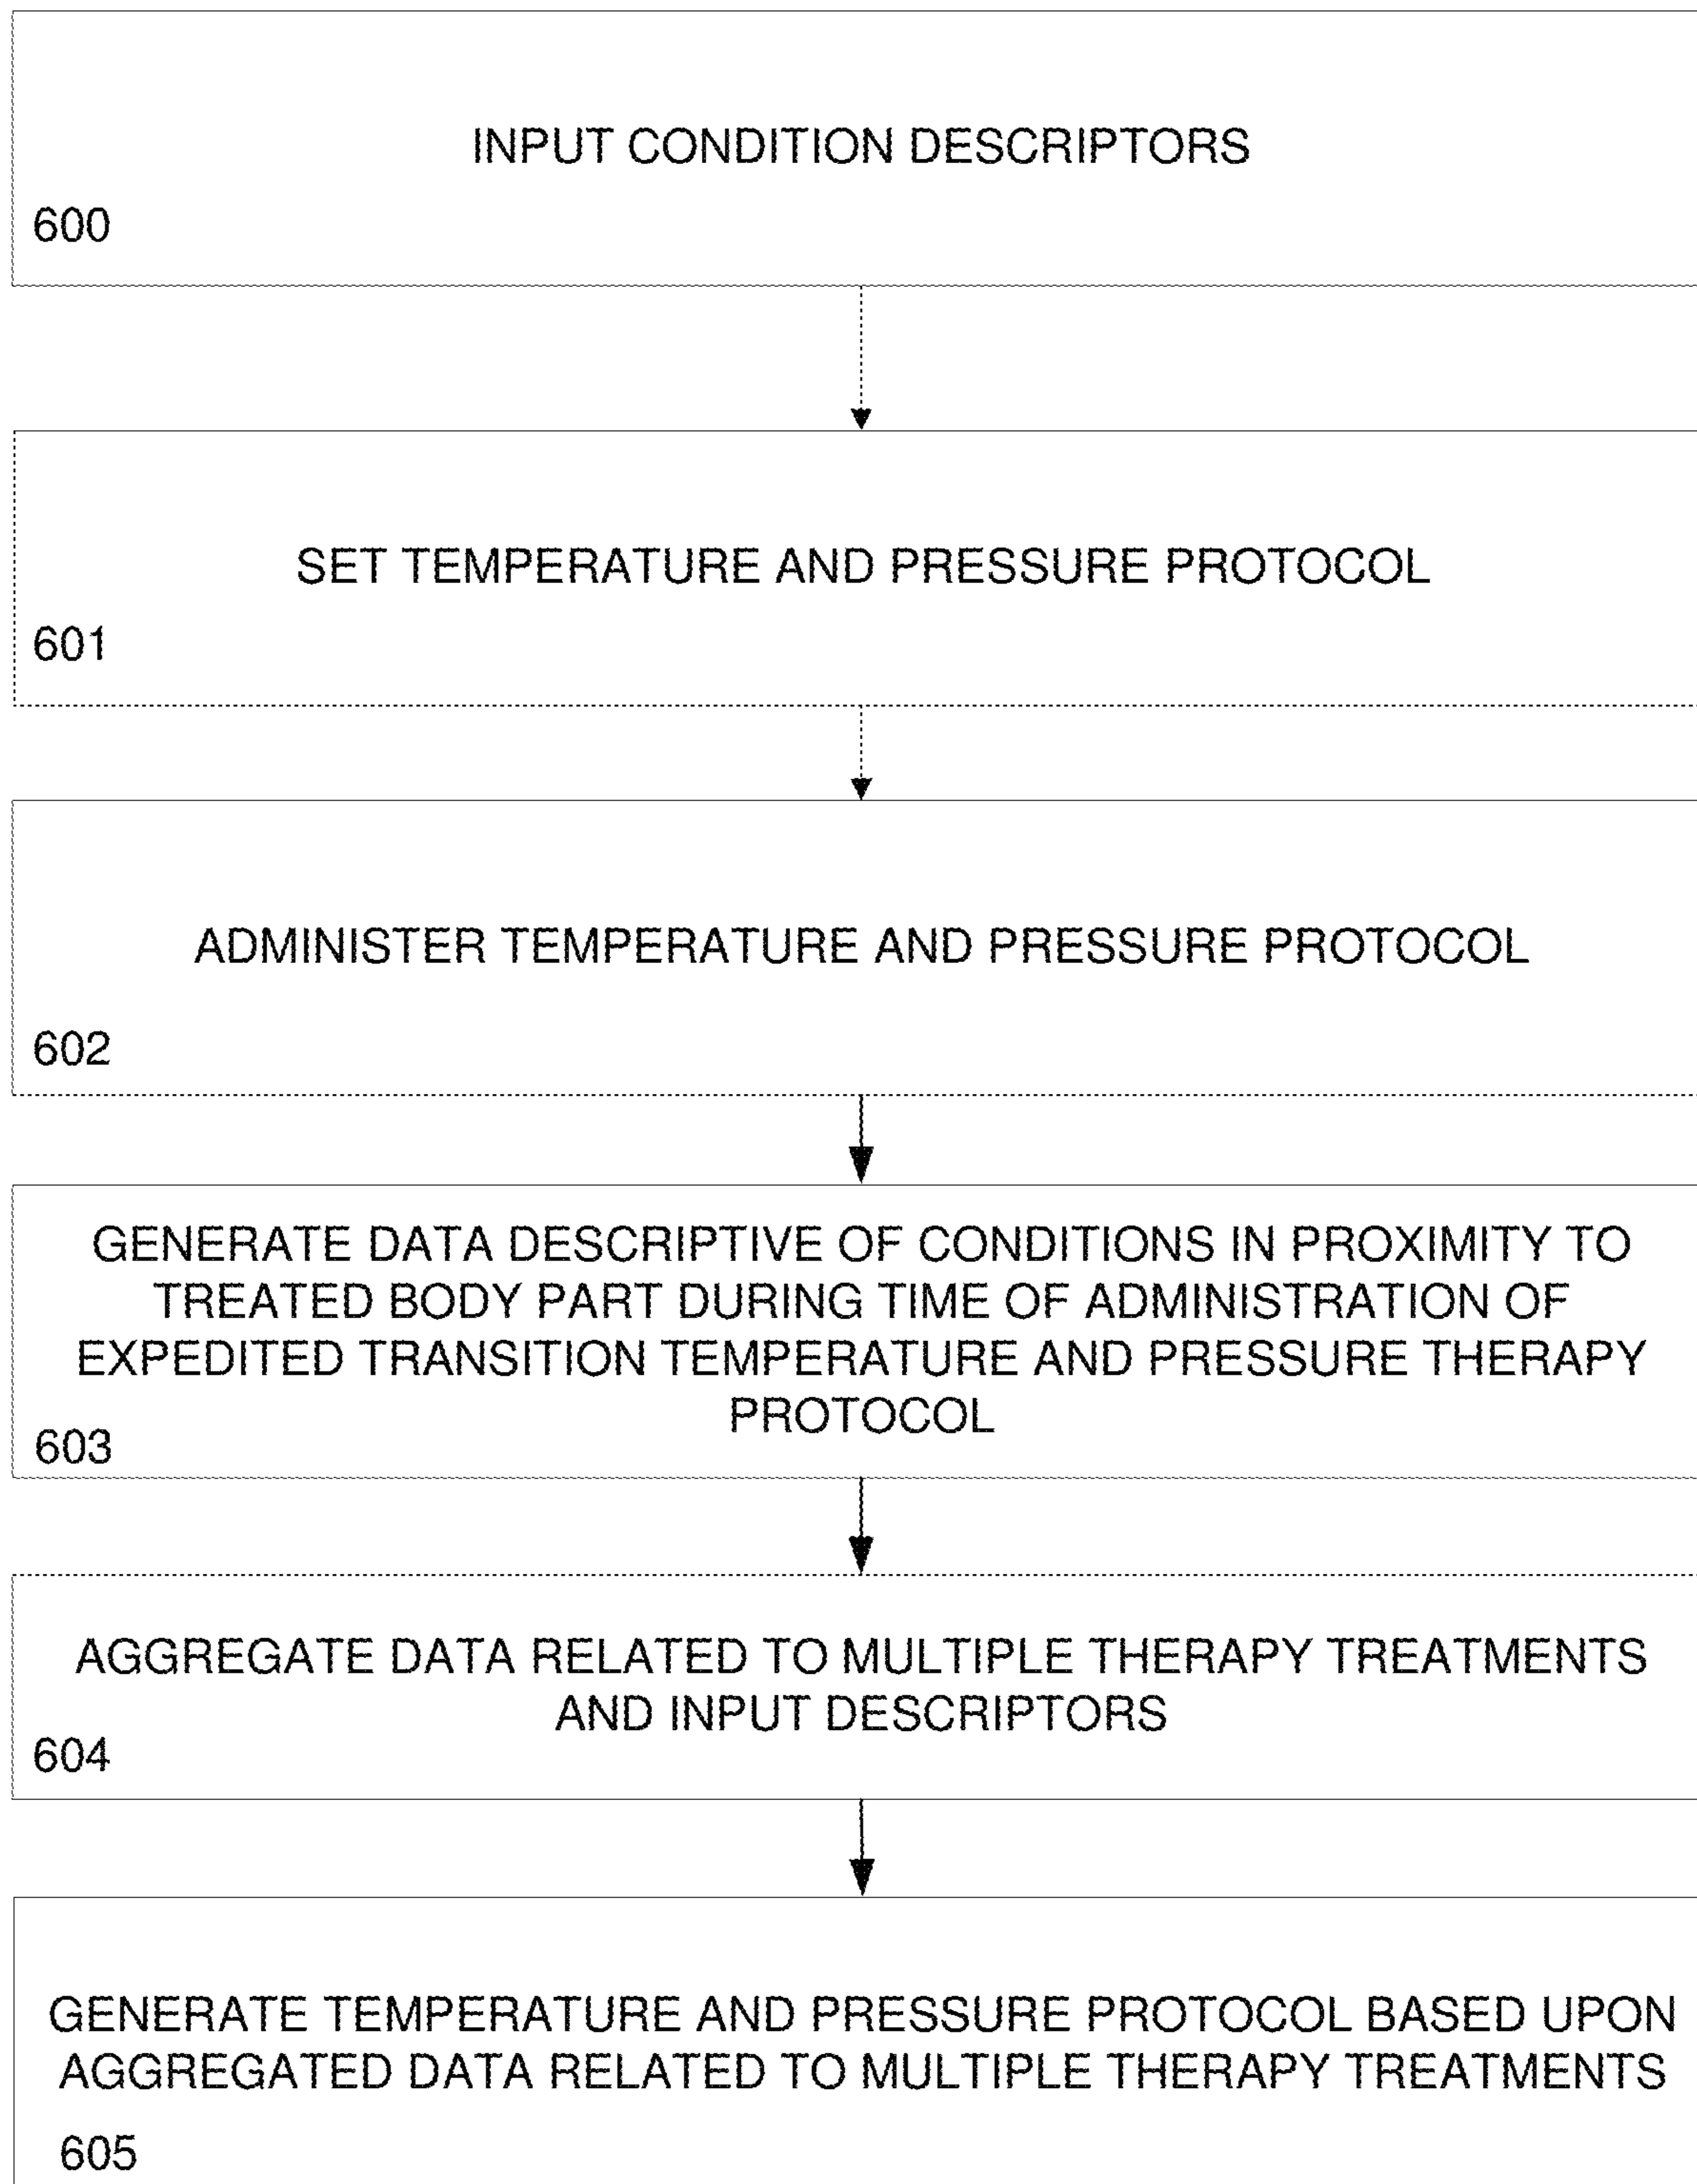 INPUT CONDITION DESCRIPTORS
600
SET TEMPERATURE AND PRESSURE PROTOCOL
601
ADMINISTER TEMPERATURE AND PRESSURE PROTOCOL
602
GENERATE DATA DESCRIPTIVE OF CONDITIONS IN PROXIMITY TO
TREATED BODY PART DURING TIME OF ADMINISTRATION OF
EXPEDITED TRANSITION TEMPERATURE AND PRESSURE THERAPY
PROTOCOL
603
AGGREGATE DATA RELATED TO MULTIPLE THERAPY TREATMENTS
AND INPUT DESCRIPTORS
604
GENERATE TEMPERATURE AND PRESSURE PROTOCOL BASED UPON
AGGREGATED DATA RELATED TO MULTIPLE THERAPY TREATMENTS
605